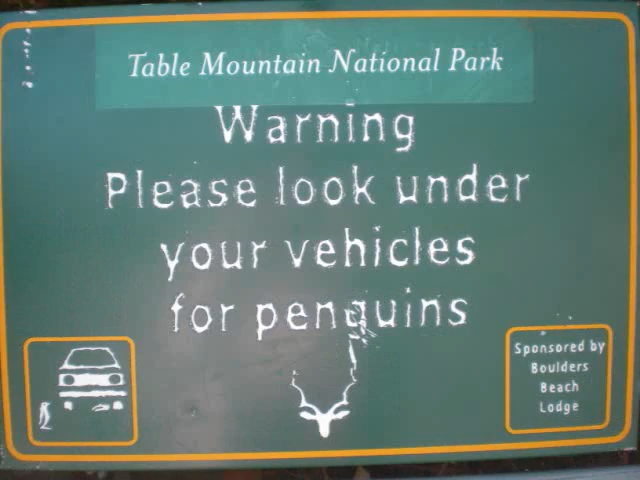 Table Mountain National Park
Warning
Please look under
your vehicles
for penguins
Sponsored by
Boulders
Beach
Lodge